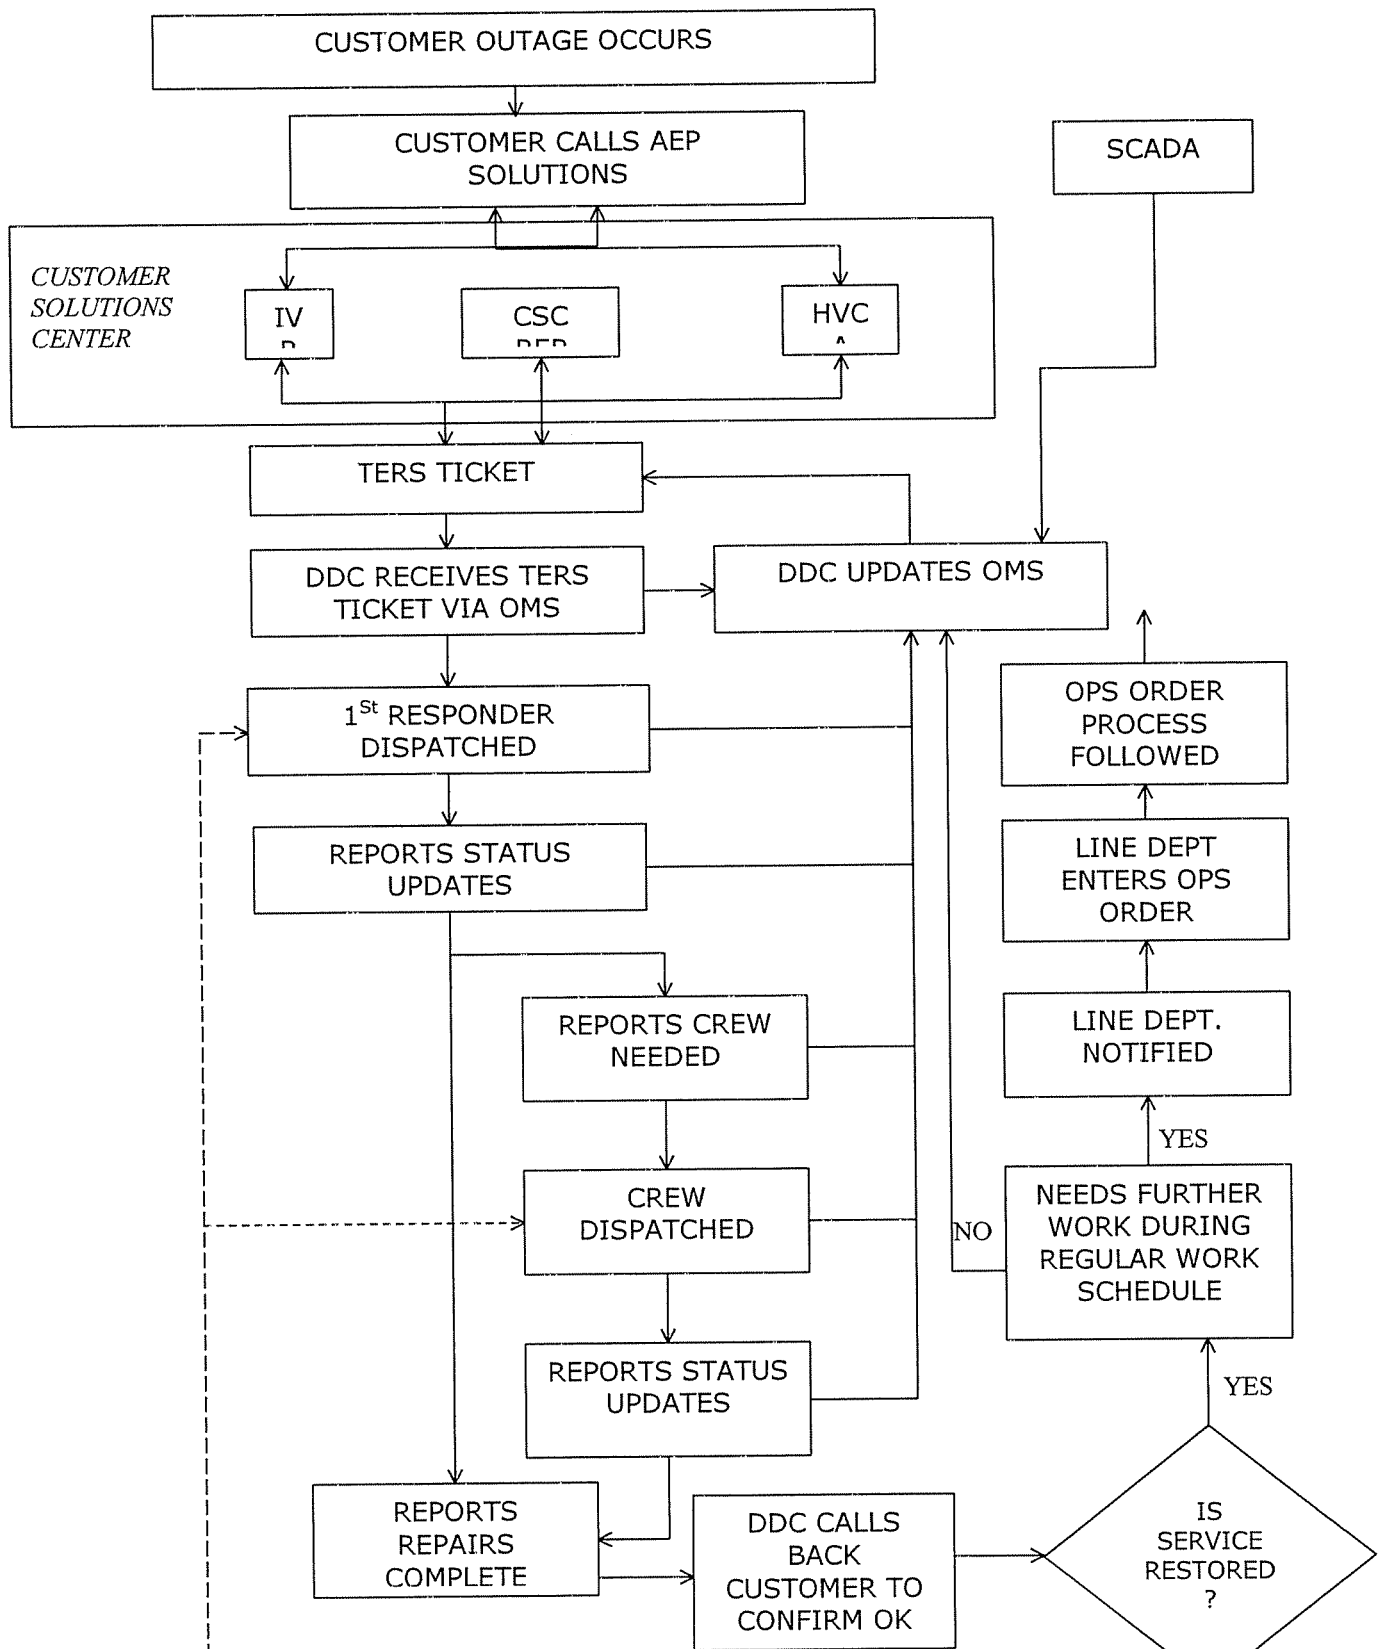 CUSTOMER OUTAGE OCCURS
CUSTOMER CALLS AEP
SOLUTIONS
SCADA
CUSTOMER
SOLUTIONS
CENTER
IV
CSC
HVC
TERS TICKET
DDC RECEIVES TERS
TICKET VIA OMS
DDC UPDATES OMS
1St RESPONDER
DISPATCHED
OPS ORDER
PROCESS
FOLLOWED
REPORTS STATUS
UPDATES
LINE DEPT
ENTERS OPS
ORDER
REPORTS CREW
NEEDED
LINE DEPT.
NOTIFIED
YES
CREW
DISPATCHED
NO
NEEDS FURTHER
WORK DURING
REGULAR WORK
SCHEDULE
REPORTS STATUS
UPDATES
YES
REPORTS
REPAIRS
COMPLETE
DDC CALLS
BACK
CUSTOMER TO
CONFIRM OK
IS
SERVICE
RESTORED
?